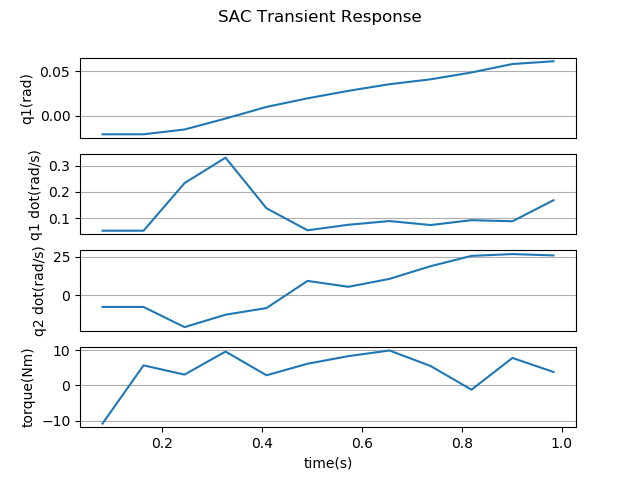 SAC Transient Response
q1(rad)
0.05
0.00
q1 dot(rad/s)
0.3
0.2
0.1
q2 dot(rad/s)
25
0
torque(Nm)
10
0
−10
0.2 0.4 0.6 0.8 1.0
time(s)